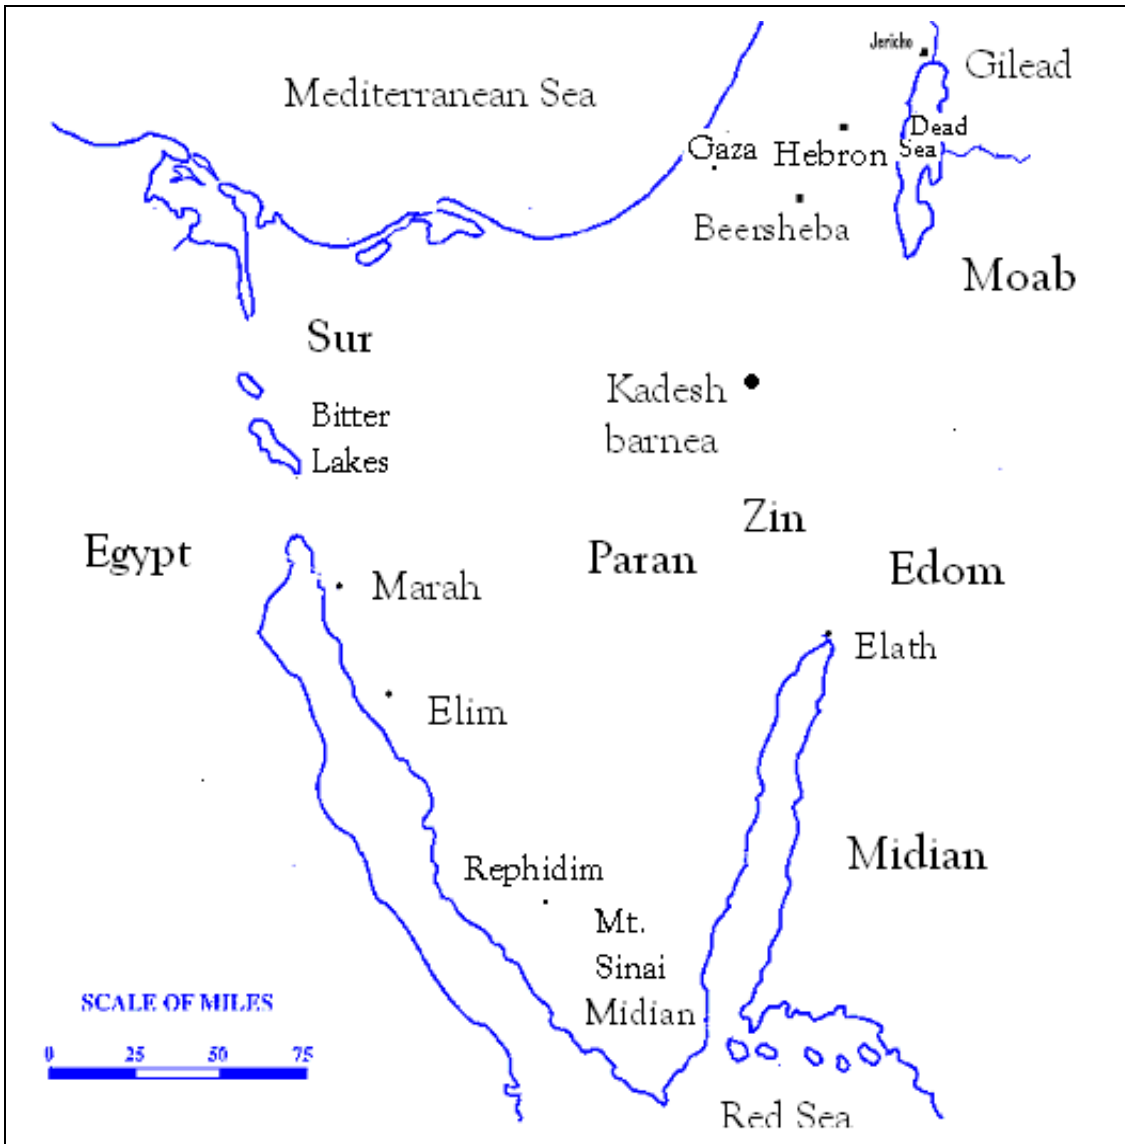 Jericho
Gilead
Mediterranean Sea
Dead
Sea
Gaza
Hebron
Beersheba
Moab
Sur
Kadesh
barnea
Bitter
Lakes
Zin
Egypt
Paran
Edom
Marah
Elath
Elim
Midian
Rephidim
Mt.
Sinai
Midian
SCALE OF MILES
0 25 50 75
Red Sea